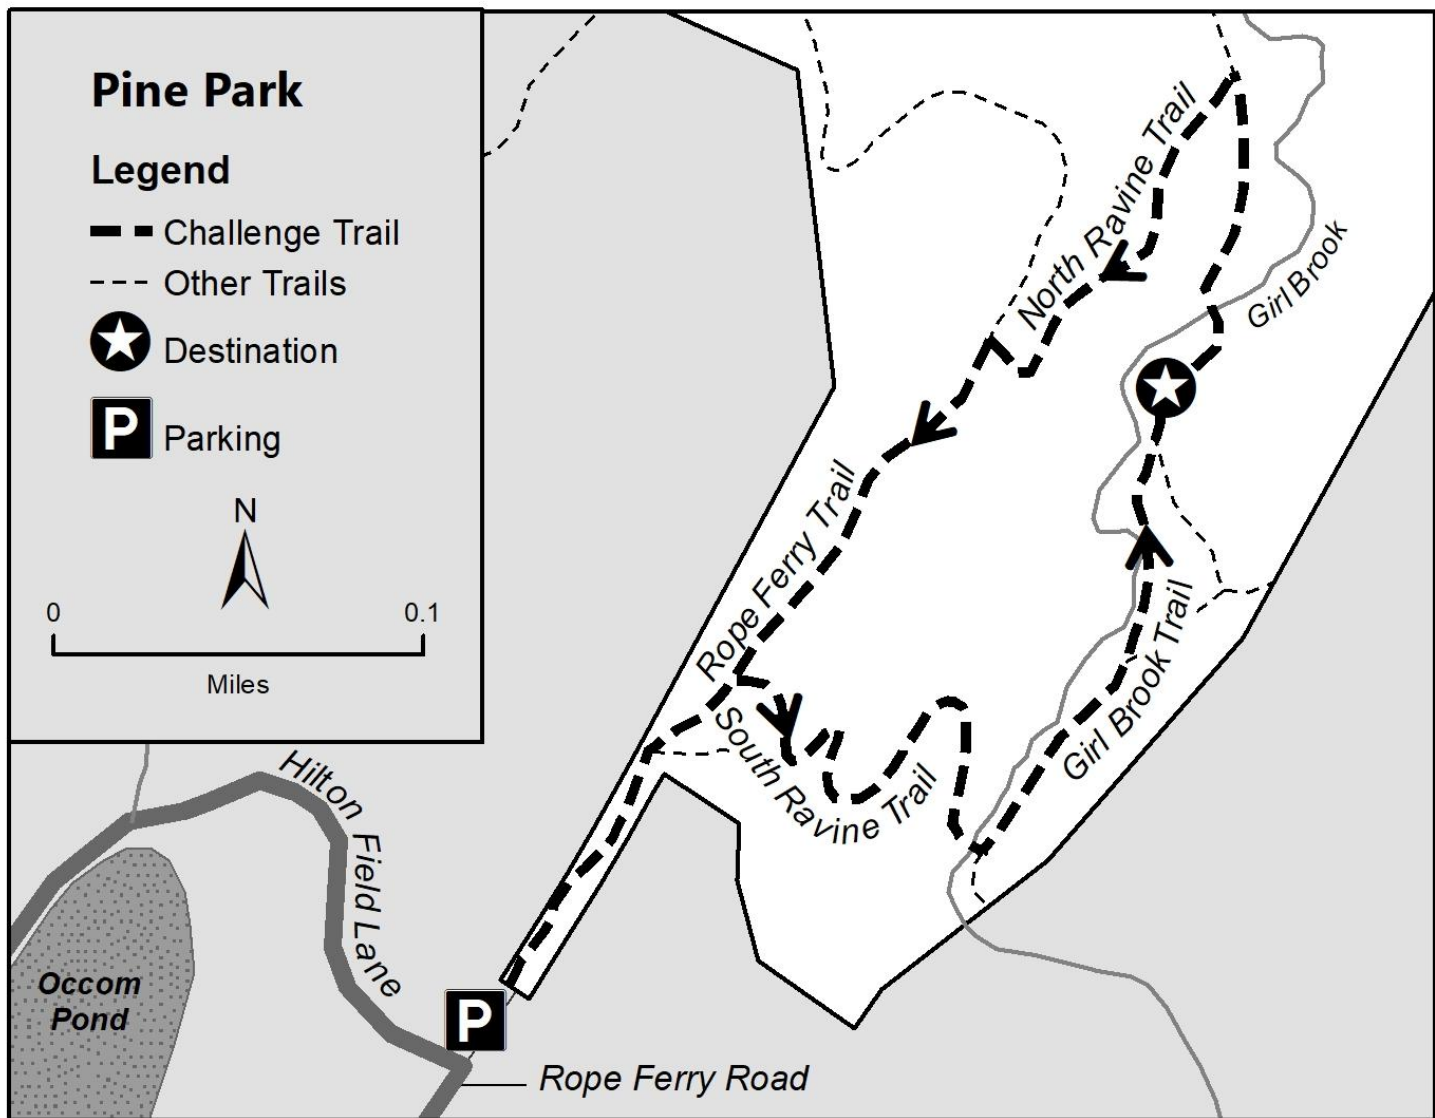 Pine Park
Legend
Challenge Trail
Other Trails
Destination
P Parking
N
0 0.1
Miles
North Ravine Trail
Girl Brook
Rope Ferry Trail
South Ravine Trail
Girl Brook Trail
Hilton Field Lane
Occom
Pond
P
Rope Ferry Road